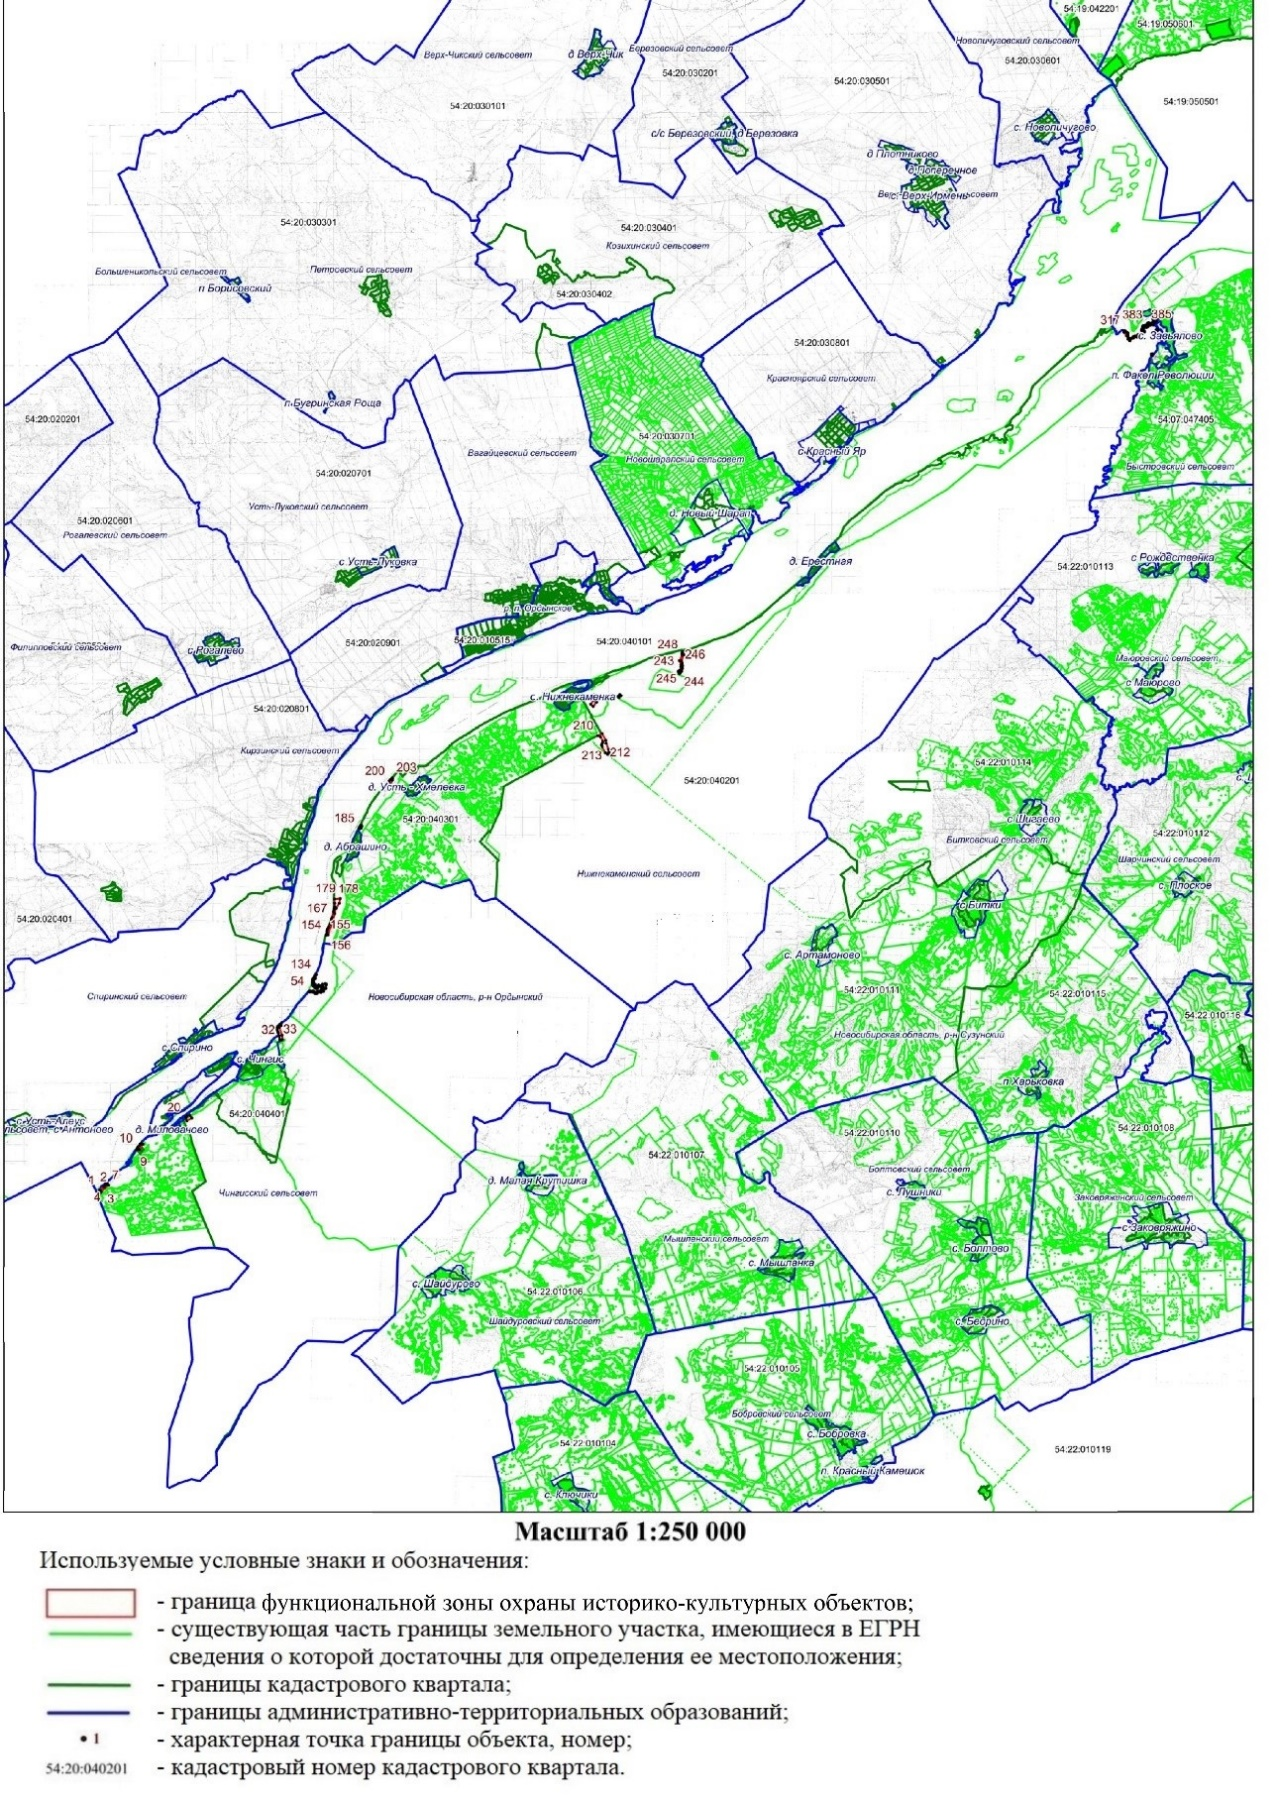 54:19:042201
54:19:050601
Новопичуговский сельсовет
Верх-Чикский сельсовет
д Верх-Чик
Березовский сельсовет
54:20:030601
54:20:030201
54:20:030501
54:20:030101
54:19:050501
с. Новопичугово
с/с Березовский, д Березовка
д Плотниково
д Поперечное
с. Верх-Ирмень
54:20:030301
54:20:030401
Козихинский сельсовет
Большеникольский сельсовет
Петровский сельсовет
п Борисовский
54:20:030402
317 383 385
с. Завьялово
54:20:030801
п. Факел Революции
Красноярский сельсовет
п.Бугринская Роща
54:20:020201
54:07:047405
54:20:030701
Вагайцевский сельсовет
с.Красный Яр
Новошарапский сельсовет
Быстровский сельсовет
54:20:020701
Усть-Луковский сельсовет
д. Новый Шарап
54:20:020601
Рогалевский сельсовет
с Усть-Луковка
д. Ерестная
с Рождественка
54:22:010113
р. п. Ордынское
54:20:020901
54:20:010515
54:20:040101
Филипповский сельсовет
с.Рогалево
248
246
243
245
244
Маюровский сельсовет
с Маюрово
с. Нижнекаменка
54:20:020801
210
Кирзинский сельсовет
213
212
54:22:010114
200 203
д. Усть - Хмелевка
54:20:040201
185
54:20:040301
с Шигаево
54:22:010112
Битковский сельсовет
д. Абрашино
Шарчинский сельсовет
Нижнекаменский сельсовет
с Плоское
179 178
с Битки
167
54:20:020401
154 155
156
с. Артамоново
134
54
54:22:010111
54:22:010115
Спиринский сельсовет
Новосибирская область, р-н Ордынский
54:22:010116
32 33
Новосибирская область, р-н Сузунский
с.Спирино
с. Чингис
п Харьковка
20
54:20:040401
с. Усть-Алеус
с Антоново
д. Милованово
54:22:010110
54:22:010108
10
9
54:22:010107
Болтовский сельсовет
1 2 7
4 3
д. Малая Крутишка
с. Лушники
Чингисский сельсовет
Заковряжинский сельсовет
с Заковряжино
Мышланский сельсовет
с. Болтово
с. Мышланка
с. Шайдурово
54:22:010106
Шайдуровский сельсовет
с. Бедрино
54:22:010105
Бобровский сельсовет
с. Бобровка
54:22:010104
54:22:010119
п. Красный Камешок
с. Ключики
Масштаб 1:250 000
Используемые условные знаки и обозначения:
- граница функциональной зоны охраны историко-культурных объектов;
- существующая часть границы земельного участка, имеющиеся в ЕГРН
сведения о которой достаточны для определения ее местоположения;
- границы кадастрового квартала;
- границы административно-территориальных образований;
• 1 - характерная точка границы объекта, номер;
54:20:040201 - кадастровый номер кадастрового квартала.